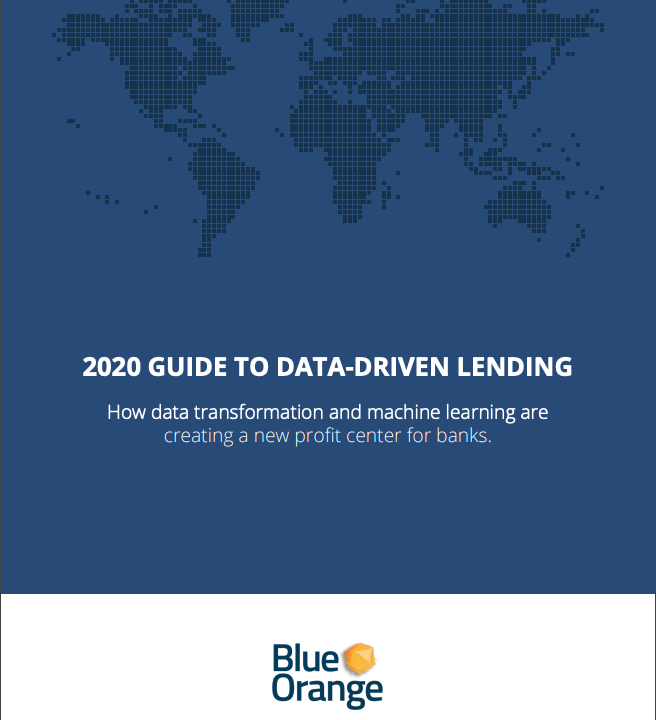 2020 GUIDE TO DATA-DRIVEN LENDING
How data transformation and machine learning are
creating a new profit center for banks.
Blue
Orange